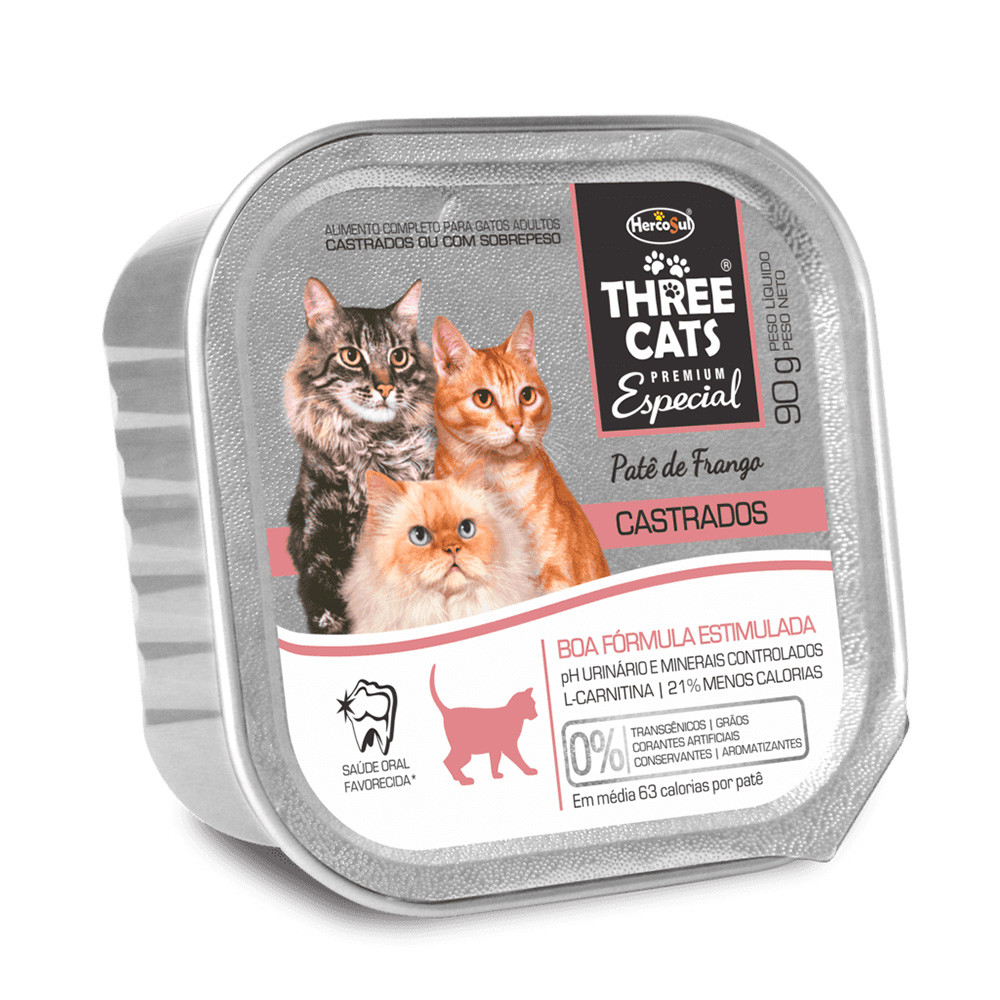 ALIMENTO COMPLETO PARA GATOS ADULTOS
CASTRADOS OU COM SOBREPESO
HercoSul®
THREE®
CATS
PREMIUM
Especial
90g PESO LÍQUIDO
PESO NETO
Patê de Frango
CASTRADOS
BOA FÓRMULA ESTIMULADA
pH URINÁRIO E MINERAIS CONTROLADOS
L-CARNITINA | 21% MENOS CALORIAS
0%
TRANSGÊNICOS | GRÃOS
CORANTES ARTIFICIAIS
CONSERVANTES | AROMATIZANTES
Em média 63 calorias por patê
SAÚDE ORAL
FAVORECIDA*